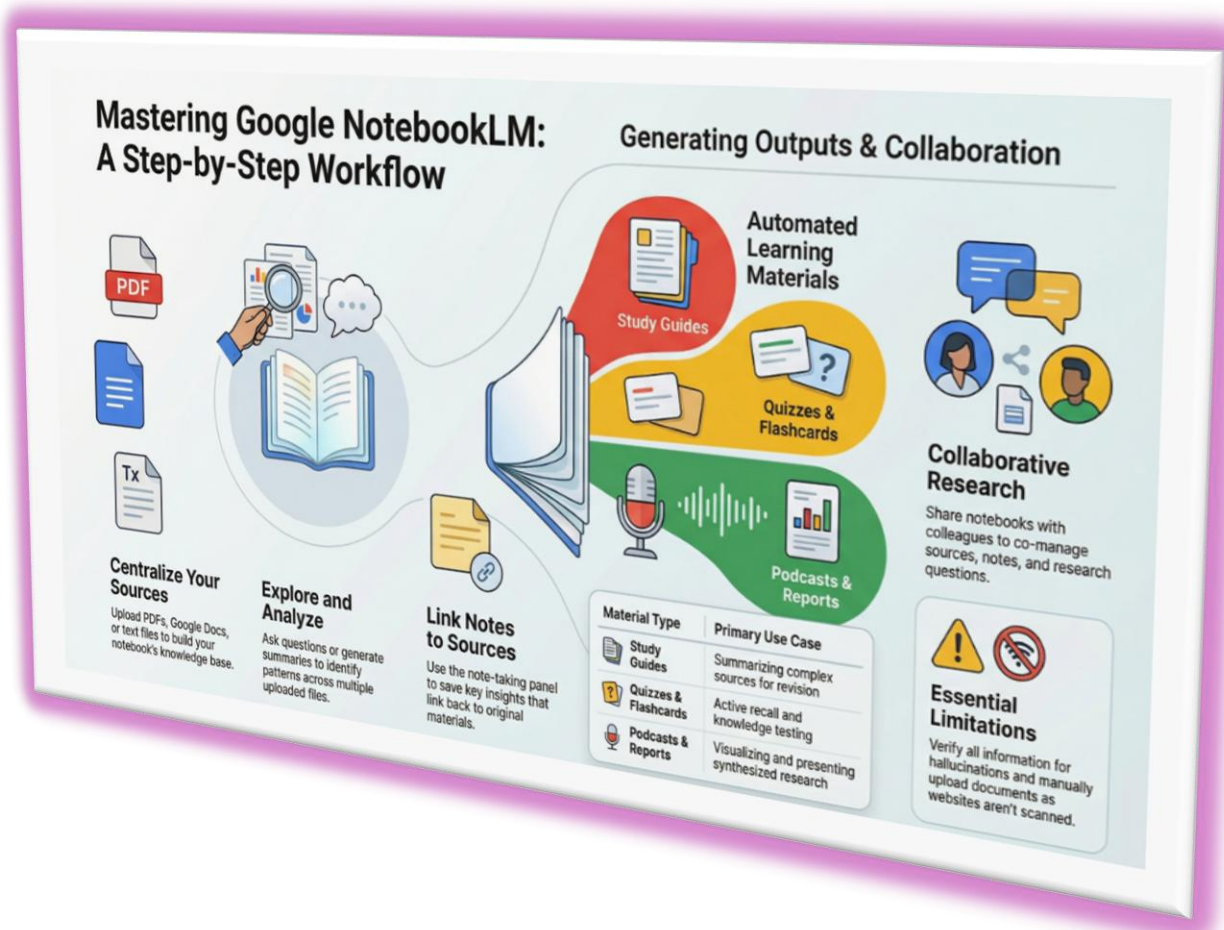 Mastering Google NotebookLM:
A Step-by-Step Workflow
PDF
Tx
Centralize Your
Sources
Upload PDFs, Google Docs,
or text files to build your
notebook's knowledge base.
Explore and
Analyze
Ask questions or generate
summaries to identify
patterns across multiple
uploaded files.
Link Notes
to Sources
Use the note-taking panel
to save key insights that
link back to original
materials.
Generating Outputs & Collaboration
Automated
Learning
Materials
Study Guides
?
Quizzes &
Flashcards
Podcasts &
Reports
Material Type Primary Use Case
Study
Guides
Summarizing complex
sources for revision
?
Quizzes &
Flashcards
Active recall and
knowledge testing
Podcasts &
Reports
Visualizing and presenting
synthesized research
Collaborative
Research
Share notebooks with
colleagues to co-manage
sources, notes, and research
questions.
!
Essential
Limitations
Verify all information for
hallucinations and manually
upload documents as
websites aren't scanned.